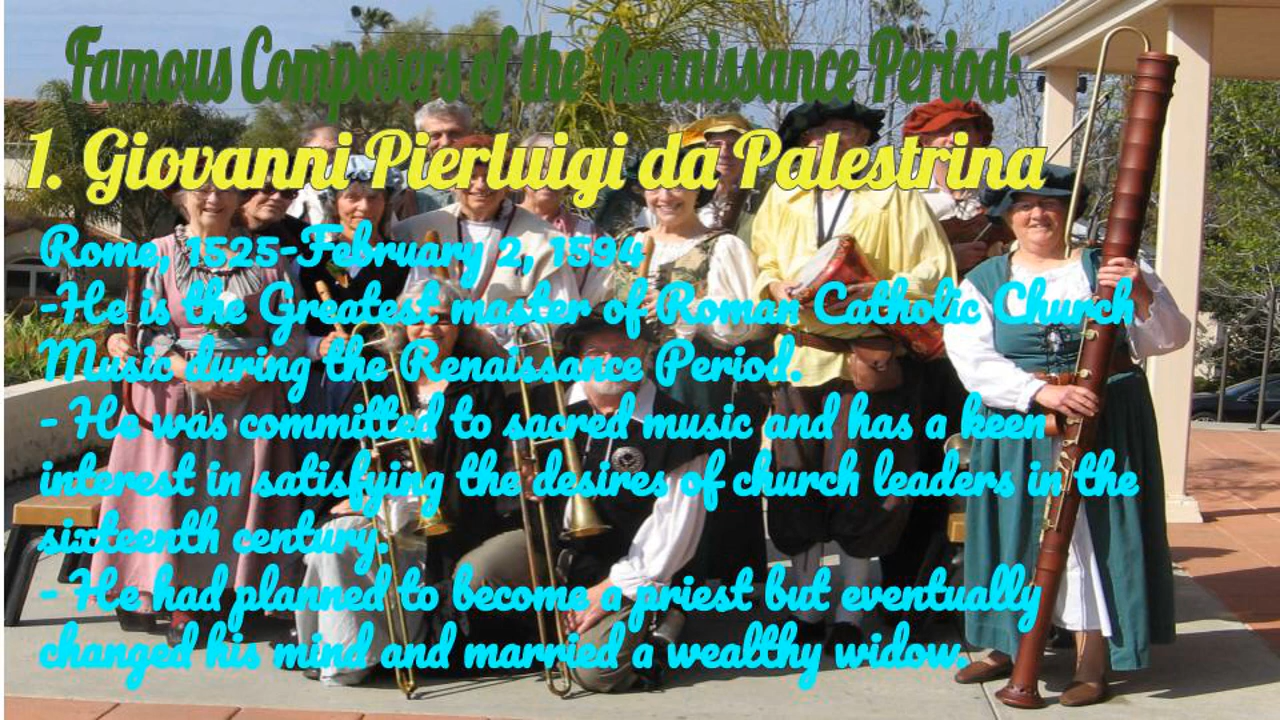 Famous Composers of the Renaissance Period:
1. Giovanni Pierluigi da Palestrina
Rome, 1525-February 2, 1594
-He is the Greatest master of Roman Catholic Church
Music during the Renaissance Period.
- He was committed to sacred music and has a keen
interest in satisfying the desires of church leaders in the
sixteenth century.
- He had planned to become a priest but eventually
changed his mind and married a wealthy widow.